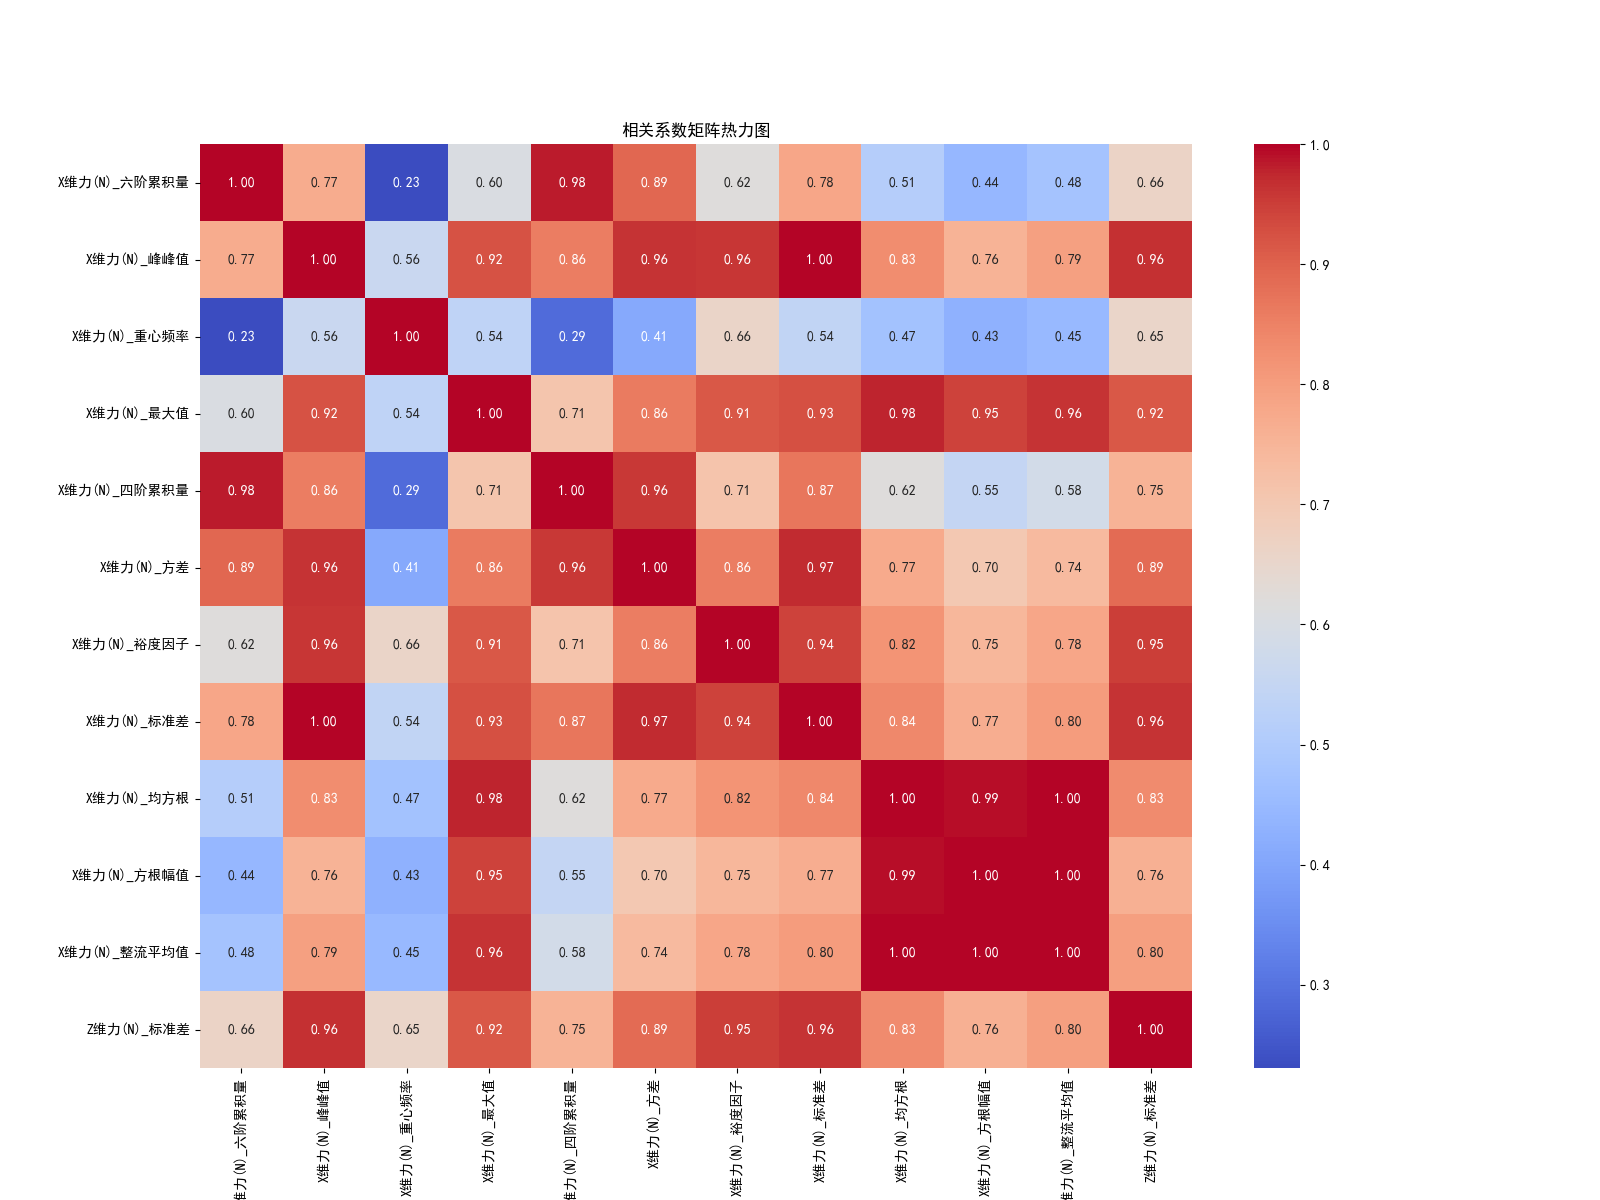 相关系数矩阵热力图
X维力(N)_六阶累积量 1.00 0.77 0.23 0.60 0.98 0.89 0.62 0.78 0.51 0.44 0.48 0.66
X维力(N)_峰峰值 0.77 1.00 0.56 0.92 0.86 0.96 0.96 1.00 0.83 0.76 0.79 0.96
X维力(N)_重心频率 0.23 0.56 1.00 0.54 0.29 0.41 0.66 0.54 0.47 0.43 0.45 0.65
X维力(N)_最大值 0.60 0.92 0.54 1.00 0.71 0.86 0.91 0.93 0.98 0.95 0.96 0.92
X维力(N)_四阶累积量 0.98 0.86 0.29 0.71 1.00 0.96 0.71 0.87 0.62 0.55 0.58 0.75
X维力(N)_方差 0.89 0.96 0.41 0.86 0.96 1.00 0.86 0.97 0.77 0.70 0.74 0.89
X维力(N)_裕度因子 0.62 0.96 0.66 0.91 0.71 0.86 1.00 0.94 0.82 0.75 0.78 0.95
X维力(N)_标准差 0.78 1.00 0.54 0.93 0.87 0.97 0.94 1.00 0.84 0.77 0.80 0.96
X维力(N)_均方根 0.51 0.83 0.47 0.98 0.62 0.77 0.82 0.84 1.00 0.99 1.00 0.83
X维力(N)_方根幅值 0.44 0.76 0.43 0.95 0.55 0.70 0.75 0.77 0.99 1.00 1.00 0.76
X维力(N)_整流平均值 0.48 0.79 0.45 0.96 0.58 0.74 0.78 0.80 1.00 1.00 1.00 0.80
Z维力(N)_标准差 0.66 0.96 0.65 0.92 0.75 0.89 0.95 0.96 0.83 0.76 0.80 1.00
维力(N)_六阶累积量
X维力(N)_峰峰值
X维力(N)_重心频率
X维力(N)_最大值
维力(N)_四阶累积量
X维力(N)_方差
X维力(N)_裕度因子
X维力(N)_标准差
X维力(N)_均方根
X维力(N)_方根幅值
维力(N)_整流平均值
Z维力(N)_标准差
1.0
0.9
0.8
0.7
0.6
0.5
0.4
0.3